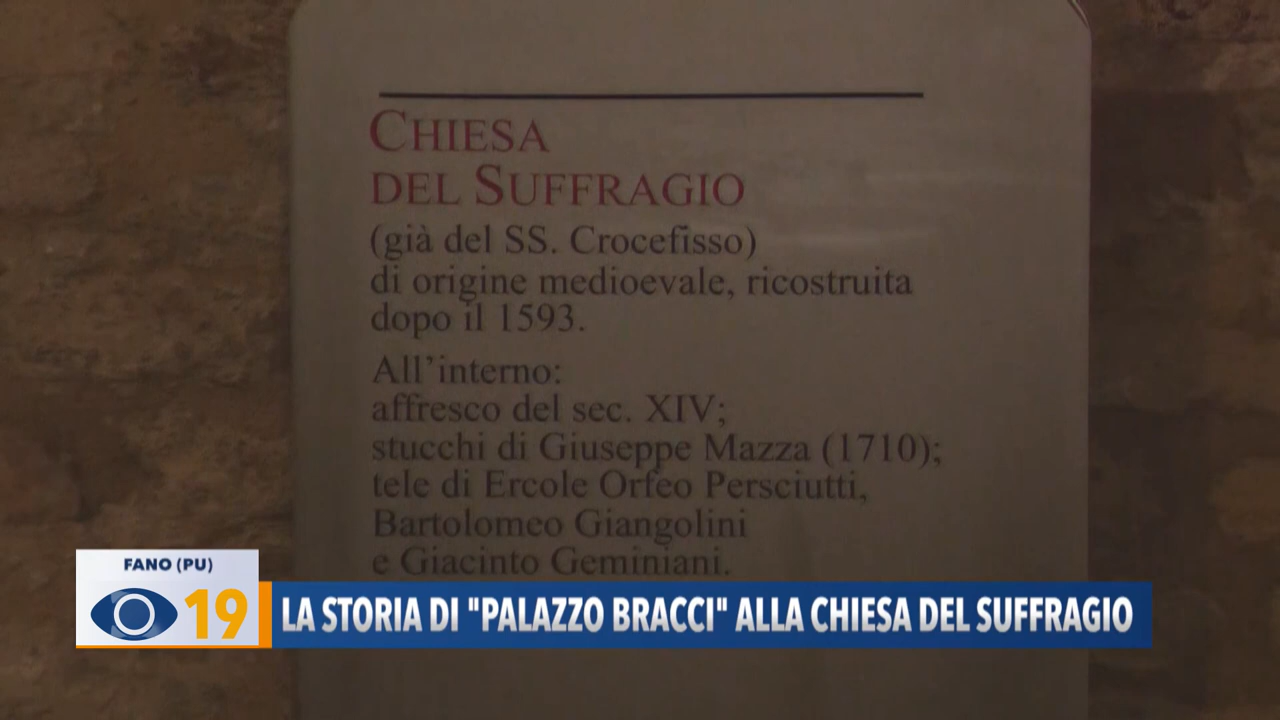 CHIESA
DEL SUFFRAGIO
(già del SS. Crocefisso)
di origine medioevale, ricostruita
dopo il 1593.
All'interno:
affresco del sec. XIV;
stucchi di Giuseppe Mazza (1710);
tele di Ercole Orfeo Persciutti,
Bartolomeo Giangolini
e Giacinto Geminiani.
FANO (PU)
19
LA STORIA DI "PALAZZO BRACCI" ALLA CHIESA DEL SUFFRAGIO